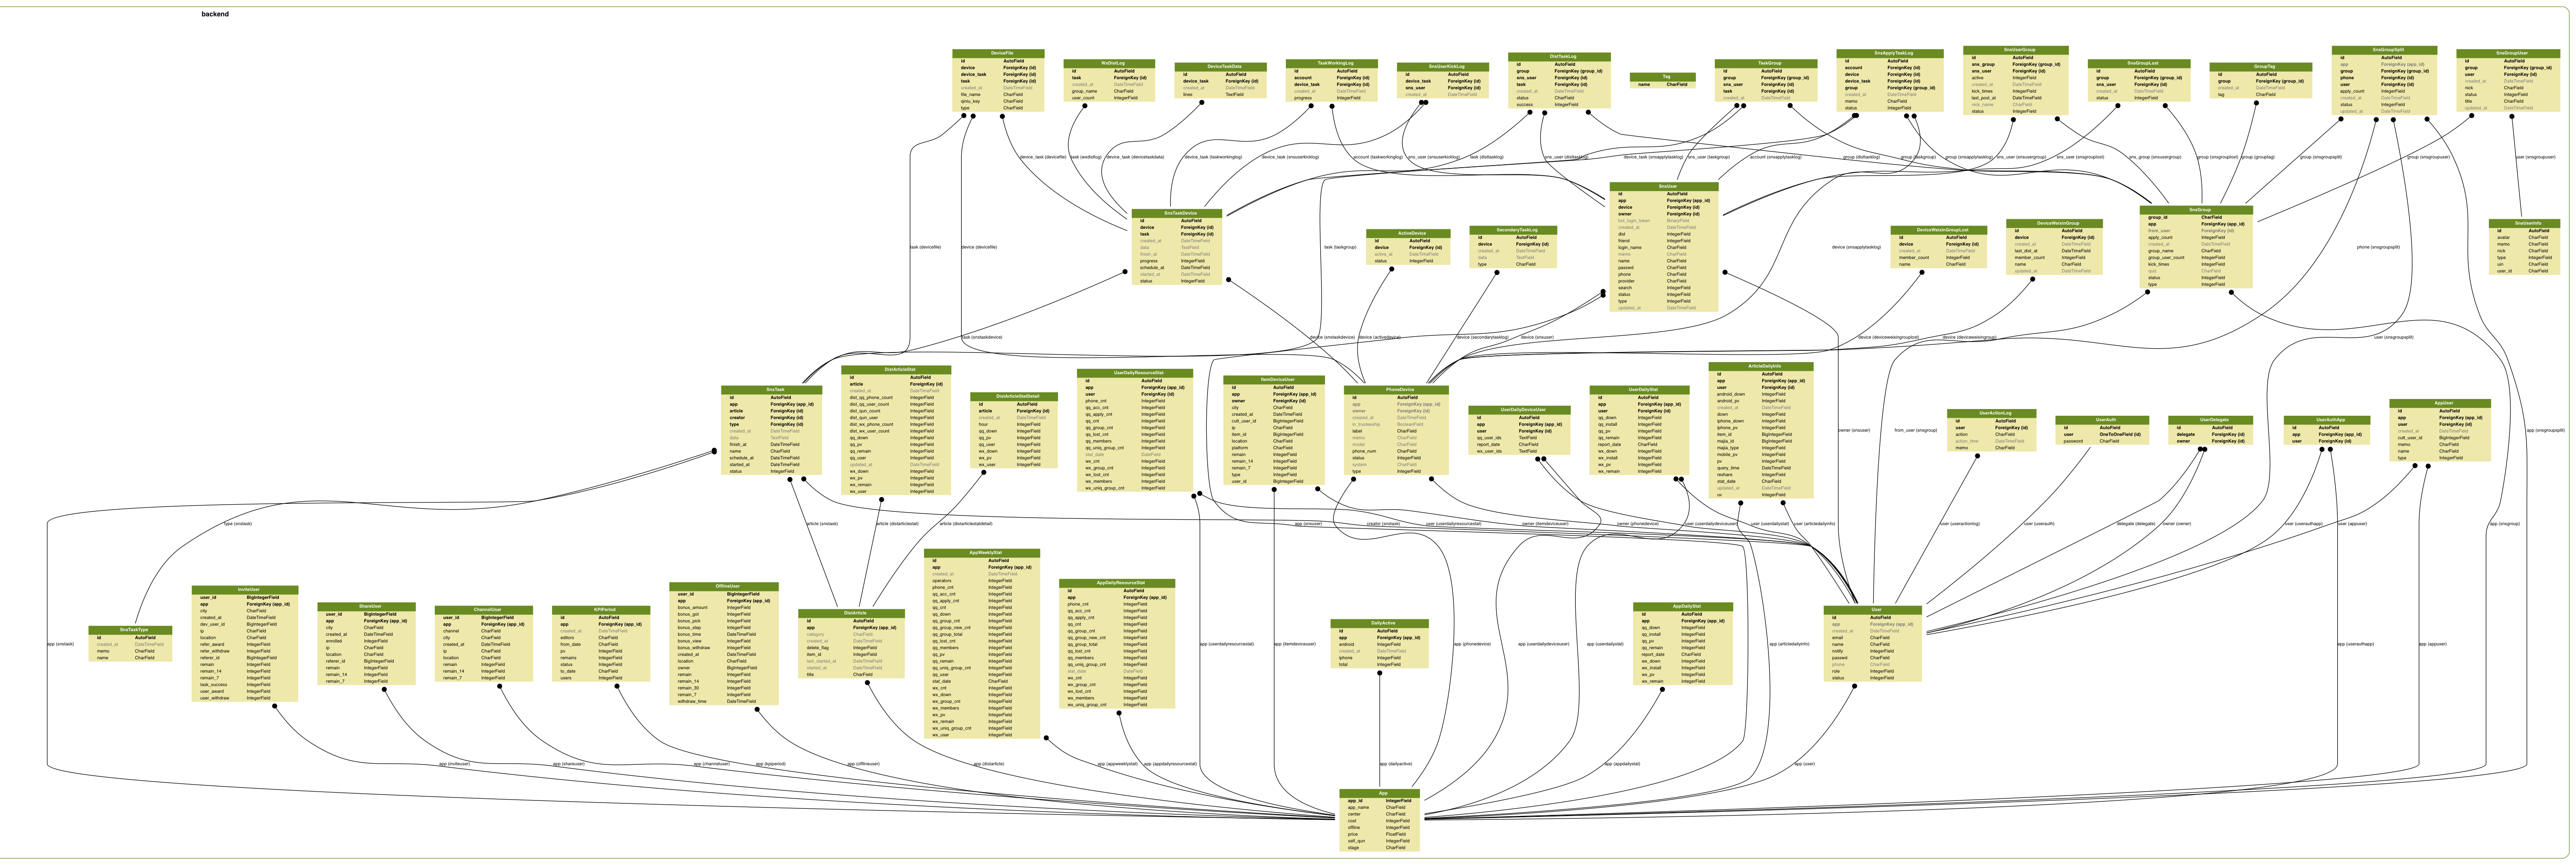 backend
DeviceFile
id AutoField
device ForeignKey (id)
device_task ForeignKey (id)
task ForeignKey (id)
created_at DateTimeField
file_name CharField
qiniu_key CharField
type CharField
WxDistLog
id AutoField
task ForeignKey (id)
created_at DateTimeField
group_name CharField
user_count IntegerField
DeviceTaskData
id AutoField
device_task ForeignKey (id)
created_at DateTimeField
lines TextField
TaskWorkingLog
id AutoField
account ForeignKey (id)
device_task ForeignKey (id)
created_at DateTimeField
progress IntegerField
SnsUserKickLog
id AutoField
device_task ForeignKey (id)
sns_user ForeignKey (id)
created_at DateTimeField
DistTaskLog
id AutoField
group ForeignKey (group_id)
sns_user ForeignKey (id)
task ForeignKey (id)
created_at DateTimeField
status CharField
success IntegerField
Tag
name CharField
TaskGroup
id AutoField
group ForeignKey (group_id)
sns_user ForeignKey (id)
task ForeignKey (id)
created_at DateTimeField
status IntegerField
SnsApplyTaskLog
id AutoField
account ForeignKey (id)
device ForeignKey (id)
device_task ForeignKey (id)
group ForeignKey (group_id)
created_at DateTimeField
memo CharField
status IntegerField
SnsUserGroup
id AutoField
sns_group ForeignKey (group_id)
sns_user ForeignKey (id)
active IntegerField
created_at DateTimeField
kick_times IntegerField
last_post_at DateTimeField
nick_name CharField
status IntegerField
SnsGroupLost
id AutoField
group ForeignKey (group_id)
sns_user ForeignKey (id)
created_at DateTimeField
status IntegerField
GroupTag
id AutoField
group ForeignKey (group_id)
created_at DateTimeField
tag CharField
SnsGroupSplit
id AutoField
app ForeignKey (app_id)
group ForeignKey (group_id)
phone ForeignKey (id)
user ForeignKey (id)
apply_count IntegerField
created_at DateTimeField
status IntegerField
updated_at DateTimeField
SnsGroupUser
id AutoField
group ForeignKey (group_id)
user ForeignKey (id)
created_at DateTimeField
nick CharField
status IntegerField
title CharField
updated_at DateTimeField
device_task (devicefile)
task (wxdistlog)
device_task (devicetaskdata)
device_task (taskworkinglog)
device_task (snsuserkicklog)
account (taskworkinglog)
sns_user (snsuserkicklog)
task (disttasklog)
sns_user (disttasklog)
device_task (snsapplytasklog)
sns_user (taskgroup)
account (snsapplytasklog)
group (disttasklog)
group (taskgroup)
group (snsapplytasklog)
sns_user (snsusergroup)
sns_user (snsgrouplost)
sns_group (snsusergroup)
group (snsgrouplost)
group (grouptag)
group (snsgroupsplit)
group (snsgroupuser)
user (snsgroupuser)
SnsTaskDevice
id AutoField
device ForeignKey (id)
task ForeignKey (id)
created_at DateTimeField
data TextField
finish_at DateTimeField
progress IntegerField
schedule_at DateTimeField
started_at DateTimeField
status IntegerField
ActiveDevice
id AutoField
device ForeignKey (id)
active_at DateTimeField
status IntegerField
SecondaryTaskLog
id AutoField
device ForeignKey (id)
created_at DateTimeField
data TextField
type CharField
SnsUser
id AutoField
app ForeignKey (app_id)
device ForeignKey (id)
owner ForeignKey (id)
bot_login_token BinaryField
created_at DateTimeField
dist IntegerField
friend IntegerField
login_name CharField
memo CharField
name CharField
passwd CharField
phone CharField
provider CharField
search IntegerField
status IntegerField
type IntegerField
updated_at DateTimeField
DeviceWeixinGroupLost
id AutoField
device ForeignKey (id)
created_at DateTimeField
member_count IntegerField
name CharField
DeviceWeixinGroup
id AutoField
device ForeignKey (id)
created_at DateTimeField
last_dist_at DateTimeField
member_count IntegerField
name CharField
updated_at DateTimeField
SnsGroup
group_id CharField
app ForeignKey (app_id)
from_user ForeignKey (id)
apply_count IntegerField
created_at DateTimeField
group_name CharField
group_user_count IntegerField
kick_times IntegerField
quiz CharField
status IntegerField
type IntegerField
SnsUserInfo
id AutoField
avatar CharField
memo CharField
nick CharField
type IntegerField
uin CharField
user_id CharField
task (devicefile)
device (devicefile)
task (taskgroup)
device (snsapplytasklog)
phone (snsgroupsplit)
task (snstaskdevice)
device (snstaskdevice)
device (activedevice)
device (secondarytasklog)
device (snsuser)
device (deviceweixingrouplost)
device (deviceweixingroup)
user (snsgroupsplit)
SnsTask
id AutoField
app ForeignKey (app_id)
article ForeignKey (id)
creator ForeignKey (id)
type ForeignKey (id)
created_at DateTimeField
data TextField
finish_at DateTimeField
name CharField
schedule_at DateTimeField
started_at DateTimeField
status IntegerField
DistArticleStat
id AutoField
article ForeignKey (id)
created_at DateTimeField
dist_qq_phone_count IntegerField
dist_qq_user_count IntegerField
dist_qun_count IntegerField
dist_qun_user IntegerField
dist_wx_phone_count IntegerField
dist_wx_user_count IntegerField
qq_down IntegerField
qq_pv IntegerField
qq_remain IntegerField
qq_user IntegerField
updated_at DateTimeField
wx_down IntegerField
wx_pv IntegerField
wx_remain IntegerField
wx_user IntegerField
DistArticleStatDetail
id AutoField
article ForeignKey (id)
created_at DateTimeField
hour IntegerField
qq_down IntegerField
qq_pv IntegerField
qq_user IntegerField
wx_down IntegerField
wx_pv IntegerField
wx_user IntegerField
UserDailyResourceStat
id AutoField
app ForeignKey (app_id)
user ForeignKey (id)
phone_cnt IntegerField
qq_acc_cnt IntegerField
qq_apply_cnt IntegerField
qq_cnt IntegerField
qq_group_cnt IntegerField
qq_lost_cnt IntegerField
qq_members IntegerField
qq_uniq_group_cnt IntegerField
stat_date DateField
wx_cnt IntegerField
wx_group_cnt IntegerField
wx_lost_cnt IntegerField
wx_members IntegerField
wx_uniq_group_cnt IntegerField
ItemDeviceUser
id AutoField
app ForeignKey (app_id)
owner ForeignKey (id)
city CharField
created_at DateTimeField
cutt_user_id BigIntegerField
ip CharField
item_id BigIntegerField
location CharField
platform CharField
remain IntegerField
remain_14 IntegerField
remain_7 IntegerField
type IntegerField
user_id BigIntegerField
PhoneDevice
id AutoField
app ForeignKey (app_id)
owner ForeignKey (id)
created_at DateTimeField
in_trusteeship BooleanField
label CharField
memo CharField
model CharField
phone_num CharField
status IntegerField
system CharField
type IntegerField
UserDailyDeviceUser
id AutoField
app ForeignKey (app_id)
user ForeignKey (id)
qq_user_ids TextField
report_date CharField
wx_user_ids TextField
UserDailyStat
id AutoField
app ForeignKey (app_id)
user ForeignKey (id)
qq_down IntegerField
qq_install IntegerField
qq_pv IntegerField
qq_remain IntegerField
report_date CharField
wx_down IntegerField
wx_install IntegerField
wx_pv IntegerField
wx_remain IntegerField
ArticleDailyInfo
id AutoField
app ForeignKey (app_id)
user ForeignKey (id)
android_down IntegerField
android_pv IntegerField
created_at DateTimeField
down IntegerField
iphone_down IntegerField
iphone_pv IntegerField
item_id BigIntegerField
majia_id BigIntegerField
majia_type IntegerField
mobile_pv IntegerField
pv IntegerField
query_time DateTimeField
reshare IntegerField
stat_date CharField
updated_at DateTimeField
uv IntegerField
UserActionLog
id AutoField
user ForeignKey (id)
action CharField
action_time DateTimeField
memo CharField
UserAuth
id AutoField
user OneToOneField (id)
password CharField
UserDelegate
id AutoField
delegate ForeignKey (id)
owner ForeignKey (id)
UserAuthApp
id AutoField
app ForeignKey (app_id)
user ForeignKey (id)
AppUser
id AutoField
app ForeignKey (app_id)
user ForeignKey (id)
created_at DateTimeField
cutt_user_id BigIntegerField
memo CharField
name CharField
type IntegerField
owner (snsuser)
from_user (snsgroup)
app (snsgroupsplit)
type (snstask)
article (snstask)
article (distarticlestat)
article (distarticlestatdetail)
app (snsuser)
creator (snstask)
user (userdailyresourcestat)
owner (itemdeviceuser)
owner (phonedevice)
user (userdailydeviceuser)
user (userdailystat)
user (articledailyinfo)
user (useractionlog)
user (userauth)
delegate (delegate)
owner (owner)
user (userauthapp)
user (appuser)
app (snsgroup)
SnsTaskType
id AutoField
created_at DateTimeField
memo CharField
name CharField
InviteUser
user_id BigIntegerField
app ForeignKey (app_id)
city CharField
created_at DateTimeField
dev_user_id BigIntegerField
ip CharField
location CharField
refer_award IntegerField
refer_withdraw IntegerField
referer_id BigIntegerField
remain IntegerField
remain_14 IntegerField
remain_7 IntegerField
task_success IntegerField
user_award IntegerField
user_withdraw IntegerField
ShareUser
user_id BigIntegerField
app ForeignKey (app_id)
city CharField
created_at DateTimeField
enrolled IntegerField
ip CharField
location CharField
referer_id BigIntegerField
remain IntegerField
remain_14 IntegerField
remain_7 IntegerField
ChannelUser
user_id BigIntegerField
app ForeignKey (app_id)
channel CharField
city CharField
created_at DateTimeField
ip CharField
location CharField
remain IntegerField
remain_14 IntegerField
remain_7 IntegerField
KPIPeriod
id AutoField
app ForeignKey (app_id)
created_at DateTimeField
editors CharField
from_date CharField
pv IntegerField
remains IntegerField
status IntegerField
to_date CharField
users IntegerField
OfflineUser
user_id BigIntegerField
app ForeignKey (app_id)
bonus_amount IntegerField
bonus_got IntegerField
bonus_pick IntegerField
bonus_step IntegerField
bonus_time DateTimeField
bonus_view IntegerField
bonus_withdraw IntegerField
created_at DateTimeField
location CharField
owner BigIntegerField
remain IntegerField
remain_14 IntegerField
remain_30 IntegerField
remain_7 IntegerField
withdraw_time DateTimeField
DistArticle
id AutoField
app ForeignKey (app_id)
category CharField
created_at DateTimeField
delete_flag IntegerField
item_id IntegerField
last_started_at DateTimeField
started_at DateTimeField
title CharField
AppWeeklyStat
id AutoField
app ForeignKey (app_id)
created_at DateTimeField
operators IntegerField
phone_cnt IntegerField
qq_acc_cnt IntegerField
qq_apply_cnt IntegerField
qq_cnt IntegerField
qq_down IntegerField
qq_group_cnt IntegerField
qq_group_new_cnt IntegerField
qq_group_total IntegerField
qq_lost_cnt IntegerField
qq_members IntegerField
qq_pv IntegerField
qq_remain IntegerField
qq_uniq_group_cnt IntegerField
qq_user IntegerField
stat_date CharField
wx_cnt IntegerField
wx_down IntegerField
wx_group_cnt IntegerField
wx_members IntegerField
wx_pv IntegerField
wx_remain IntegerField
wx_uniq_group_cnt IntegerField
wx_user IntegerField
AppDailyResourceStat
id AutoField
app ForeignKey (app_id)
phone_cnt IntegerField
qq_acc_cnt IntegerField
qq_apply_cnt IntegerField
qq_cnt IntegerField
qq_group_cnt IntegerField
qq_group_new_cnt IntegerField
qq_group_total IntegerField
qq_lost_cnt IntegerField
qq_members IntegerField
qq_uniq_group_cnt IntegerField
stat_date DateField
wx_cnt IntegerField
wx_group_cnt IntegerField
wx_lost_cnt IntegerField
wx_members IntegerField
wx_uniq_group_cnt IntegerField
DailyActive
id AutoField
app ForeignKey (app_id)
android IntegerField
created_at DateTimeField
iphone IntegerField
total IntegerField
AppDailyStat
id AutoField
app ForeignKey (app_id)
qq_down IntegerField
qq_install IntegerField
qq_pv IntegerField
qq_remain IntegerField
report_date CharField
wx_down IntegerField
wx_install IntegerField
wx_pv IntegerField
wx_remain IntegerField
User
id AutoField
app ForeignKey (app_id)
created_at DateTimeField
email CharField
name CharField
notify IntegerField
passwd CharField
phone CharField
role IntegerField
status IntegerField
app (snstask)
app (userdailyresourcestat)
app (itemdeviceuser)
app (phonedevice)
app (userdailydeviceuser)
app (userdailystat)
app (articledailyinfo)
app (userauthapp)
app (appuser)
app (inviteuser)
app (shareuser)
app (channeluser)
app (kpiperiod)
app (offlineuser)
app (distarticle)
app (appweeklystat)
app (appdailyresourcestat)
app (dailyactive)
app (appdailystat)
app (user)
App
app_id IntegerField
app_name CharField
center CharField
cost IntegerField
offline IntegerField
price FloatField
self_qun IntegerField
stage CharField